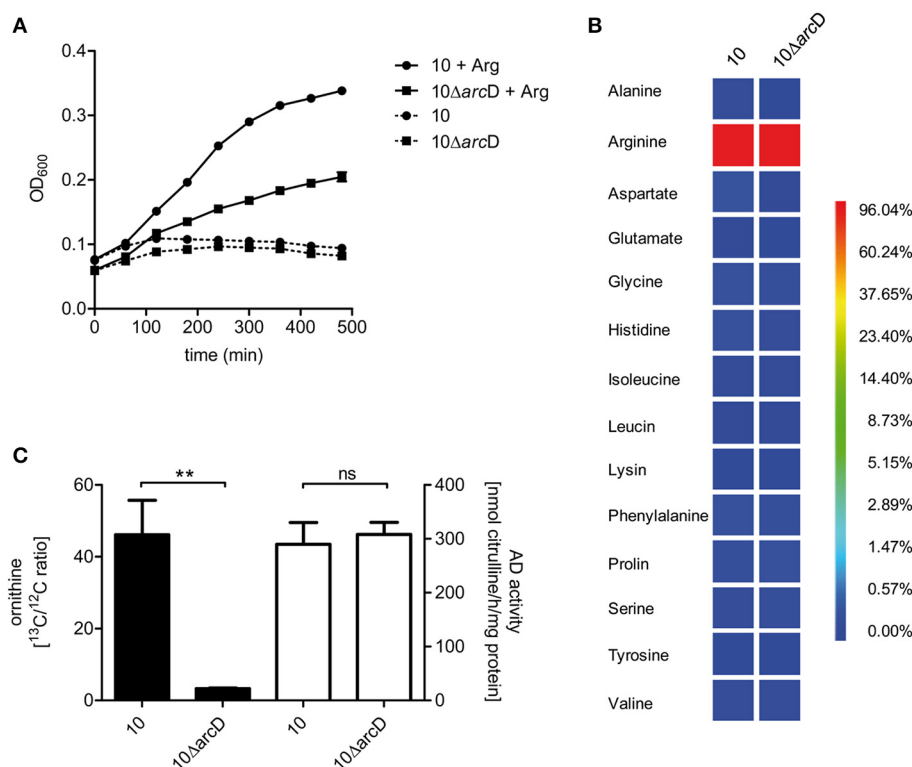 A
0.4
0.3
0.2
0.1
0.0
OD600
0 100 200 300 400 500
time (min)
10 + Arg
10ΔarcD + Arg
10
10ΔarcD
B
10 10ΔarcD
Alanine
Arginine
Aspartate
Glutamate
Glycine
Histidine
Isoleucine
Leucin
Lysin
Phenylalanine
Prolin
Serine
Tyrosine
Valine
96.04%
60.24%
37.65%
23.40%
14.40%
8.73%
5.15%
2.89%
1.47%
0.57%
0.00%
C
60
40
20
0
ornithine
[13C/12C ratio]
** ns
400
300
200
100
0
AD activity
[nmol citrulline/h/mg protein]
10 10ΔarcD 10 10ΔarcD